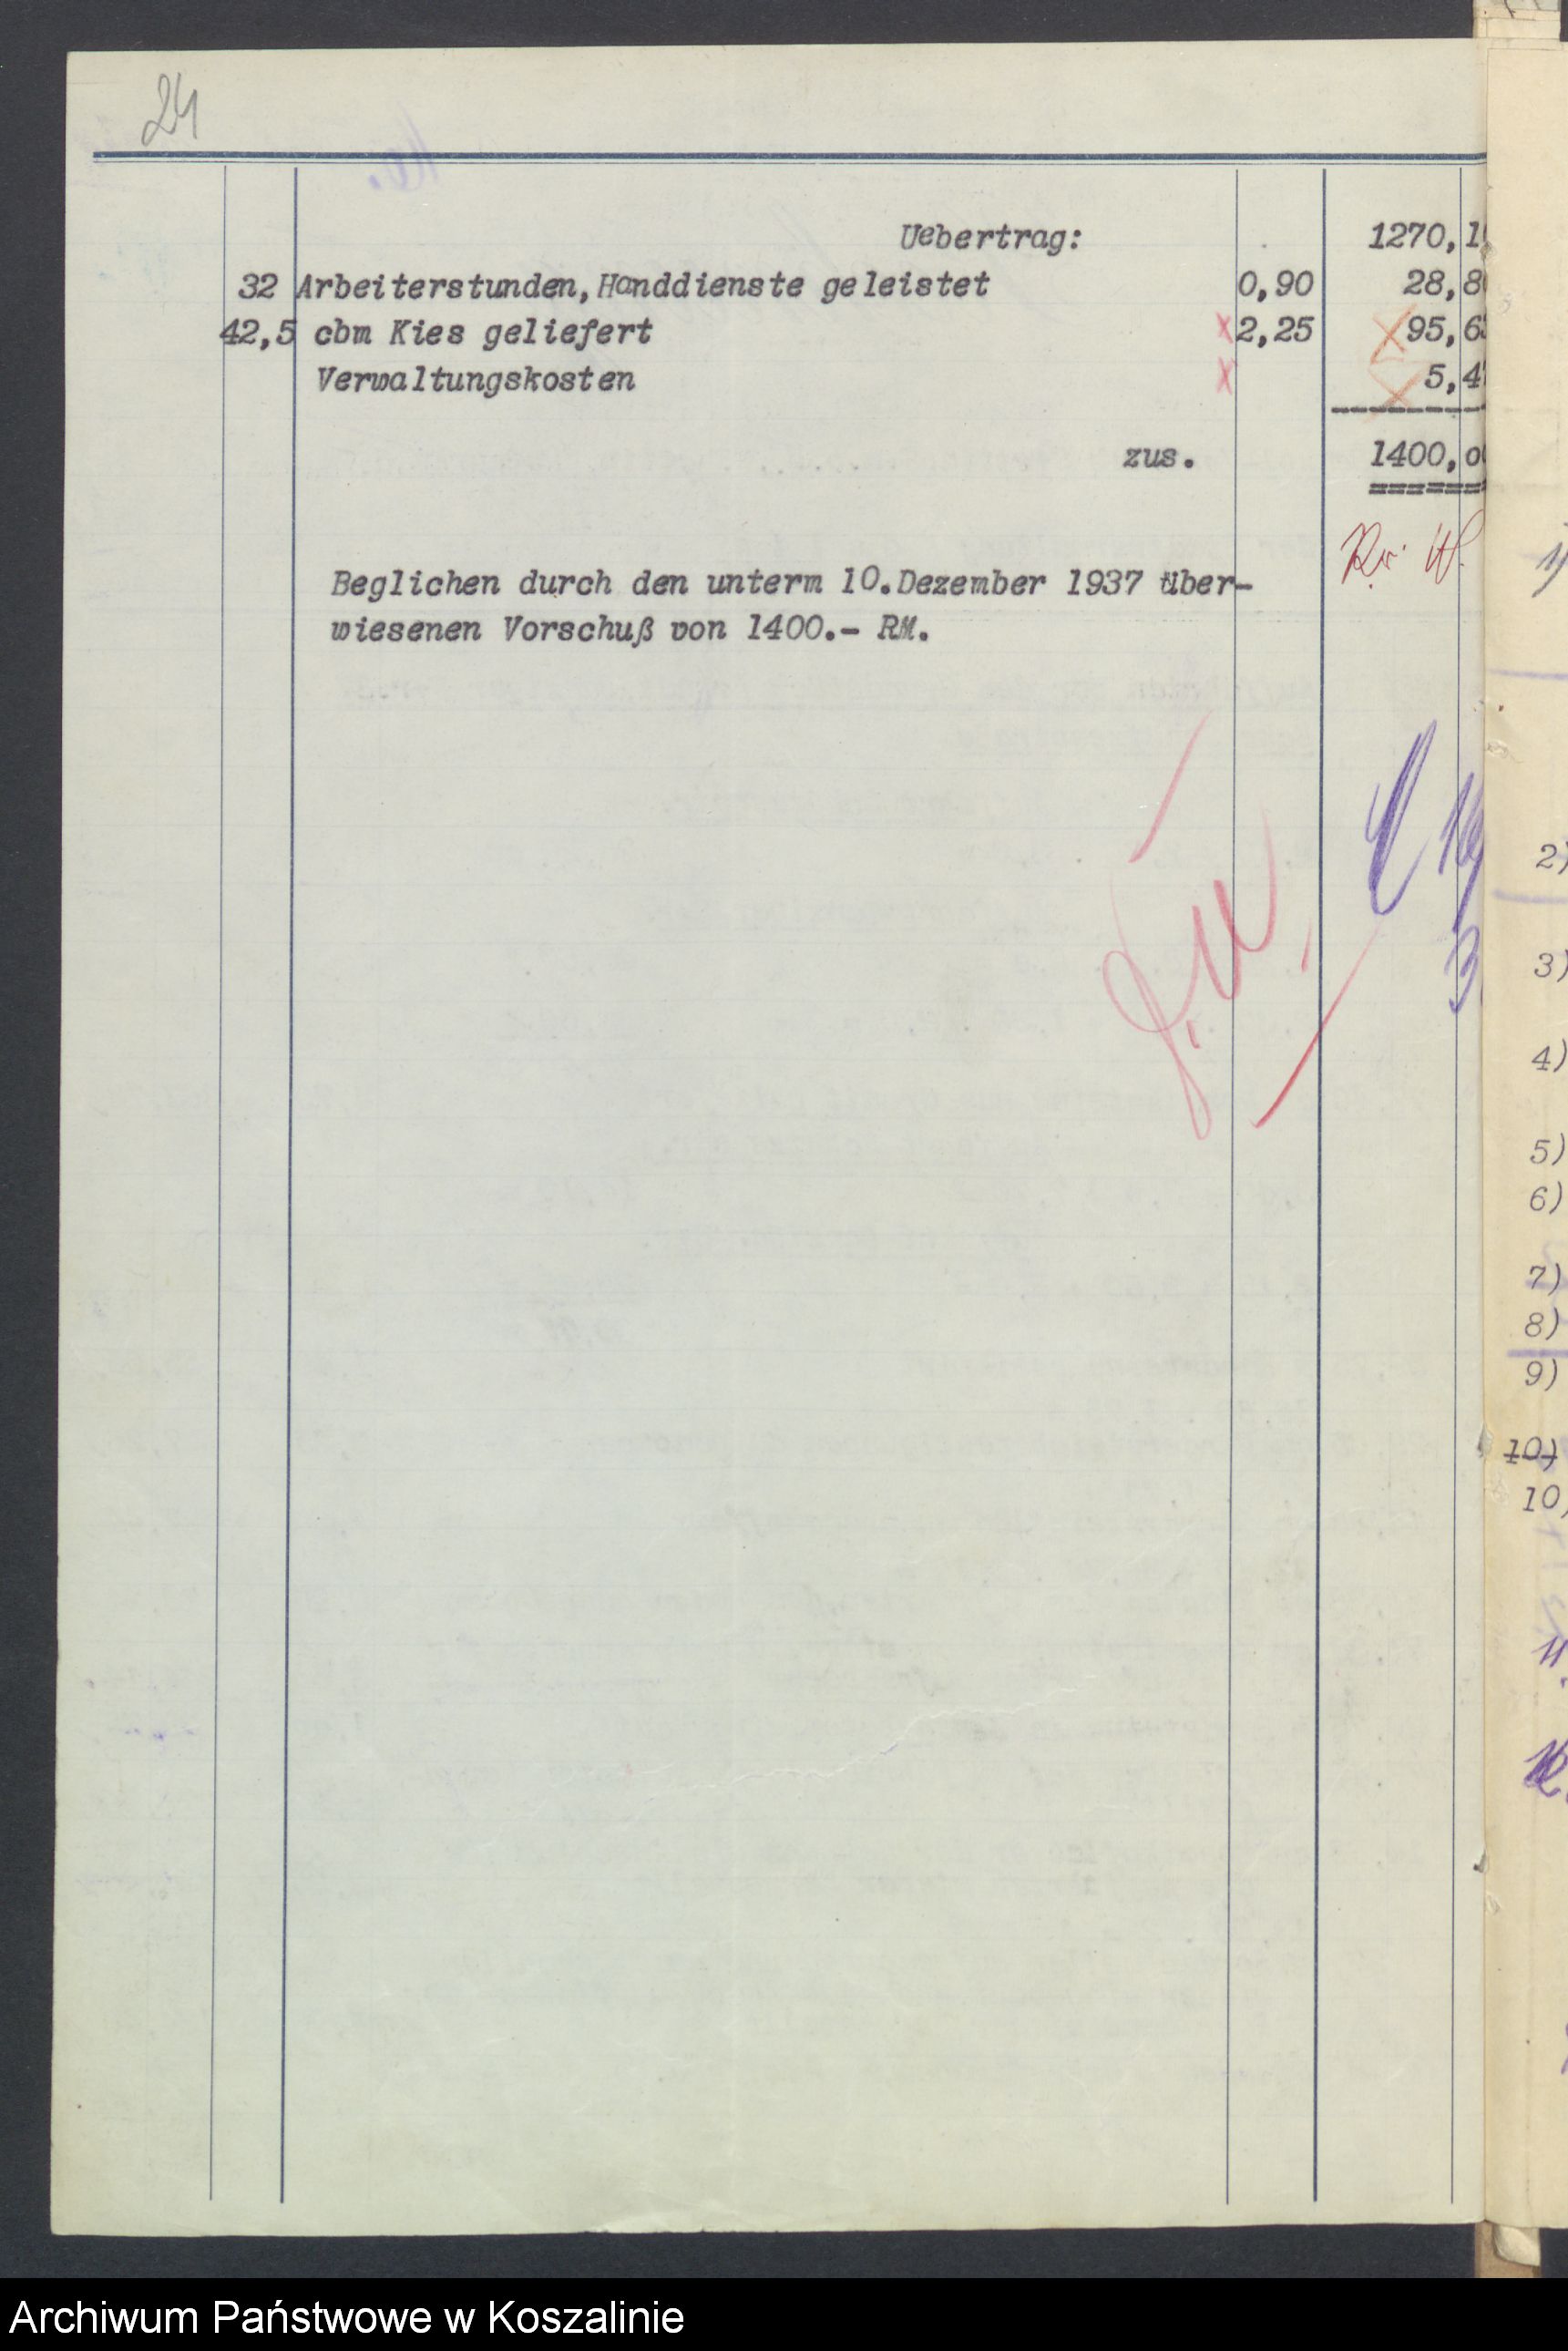 24
Uebertrag: 1270,1
32 Arbeiterstunden, Handdienste geleistet 0,90 28,8
42,5 cbm Kies geliefert x 2,25 x 95,6
Verwaltungskosten x x 5,4
zus. 1400,0
Beglichen durch den unterm 10.Dezember 1937 über-
wiesenen Vorschuß von 1400.- RM.
2)
3)
4)
5)
6)
7)
8)
9)
10)
10)
Archiwum Państwowe w Koszalinie